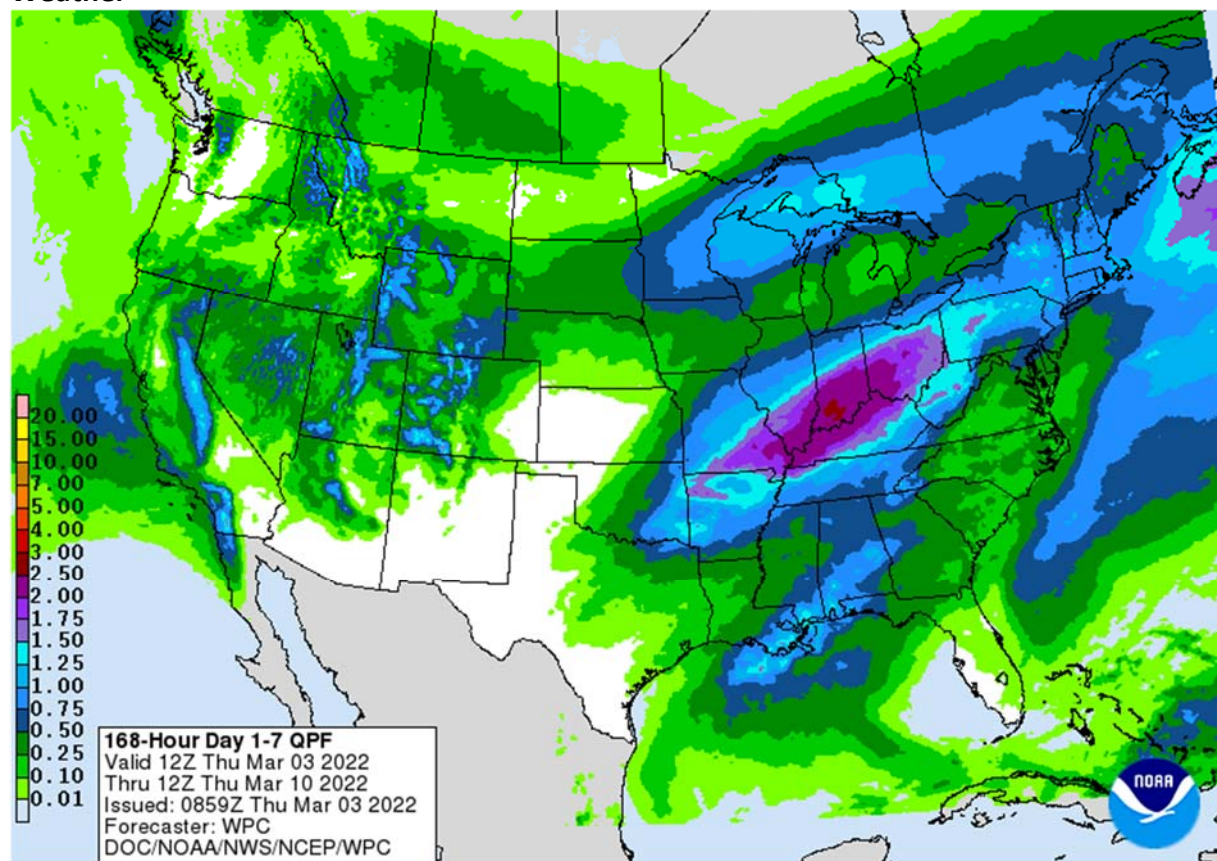 Weather
20.00
15.00
10.00
7.00
5.00
4.00
3.00
2.50
2.00
1.75
1.50
1.25
1.00
0.75
0.50
0.25
0.10
0.01
168-Hour Day 1-7 QPF
Valid 12Z Thu Mar 03 2022
Thru 12Z Thu Mar 10 2022
Issued: 0859Z Thu Mar 03 2022
Forecaster: WPC
DOC/NOAA/NWS/NCEP/WPC
NOAA